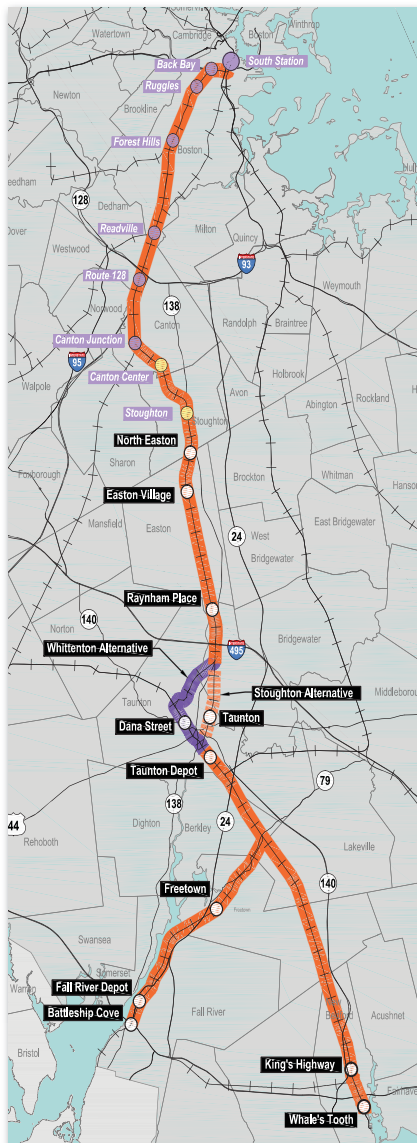 Somerville
Winthrop
Watertown
Cambridge
Boston
Back Bay
South Station
Newton
Ruggles
Brookline
Forest Hills
Boston
128
Dedham
Dover
Readville
Milton
Westwood
Quincy
93
Route 128
Weymouth
Norwood
138
Canton
Randolph
Braintree
Canton Junction
95
Canton Center
Holbrook
Walpole
Avon
Rockland
Stoughton
Stoughton
Abington
North Easton
Sharon
Foxborough
Brockton
Whitman
Easton Village
Mansfield
Easton
East Bridgewater
24
West
Bridgewater
Raynham Place
140
Norton
Bridgewater
Whittenton Alternative
495
Taunton
Stoughton Alternative
Dana Street
Taunton
Taunton Depot
79
138
24
44
Dighton
Berkley
Rehoboth
Lakeville
140
Freetown
Freetown
Swansea
Somerset
Fall River Depot
Battleship Cove
Fall River
Acushnet
Bristol
King's Highway
Whale's Tooth